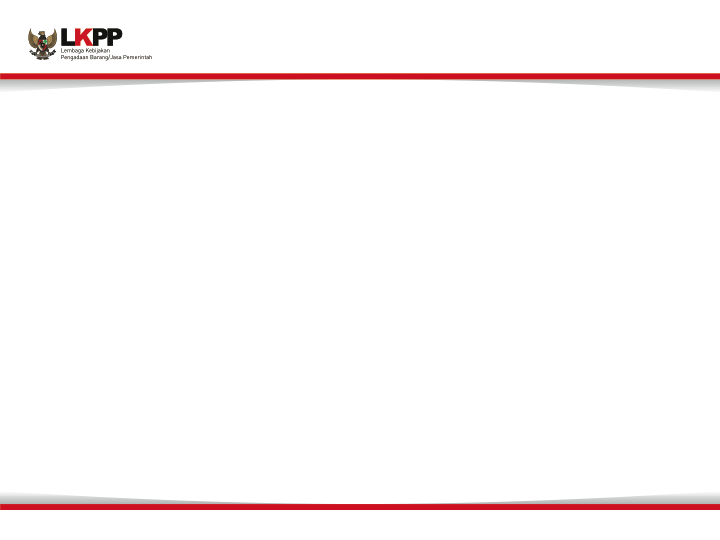 LKPP
Lembaga Kebijakan
Pengadaan Barang/Jasa Pemerintah